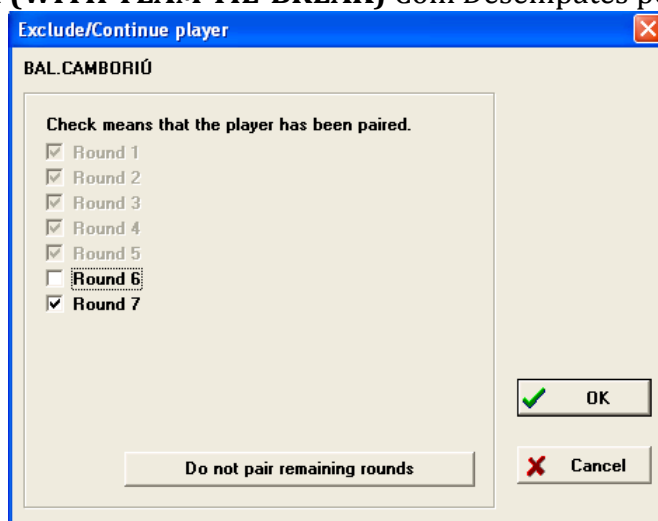 (WITH TEAM TIE-BREAK) Com Desempates p
Exclude/Continue player
BAL.CAMBORIÚ
Check means that the player has been paired.
Round 1
Round 2
Round 3
Round 4
Round 5
Round 6
Round 7
OK
Do not pair remaining rounds
Cancel